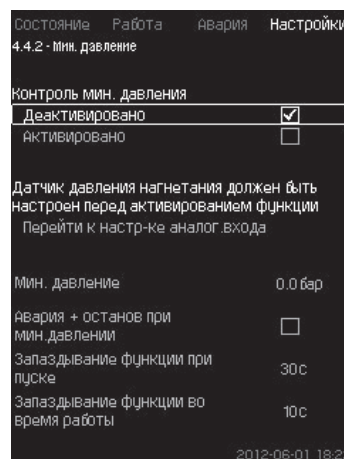 Состояние Работа Авария Настройки
4.4.2 - Мин. давление
Контроль мин. давления
Деактивировано
Активировано
Датчик давления нагнетания должен быть
настроен перед активированием функции
Перейти к настр-ке аналог.входа
Мин. давление 0.0 бар
Авария + останов при
мин.давлении
Запаздывание функции при
пуске 30с
Запаздывание функции во
время работы 10с
2012-06-01 18:2